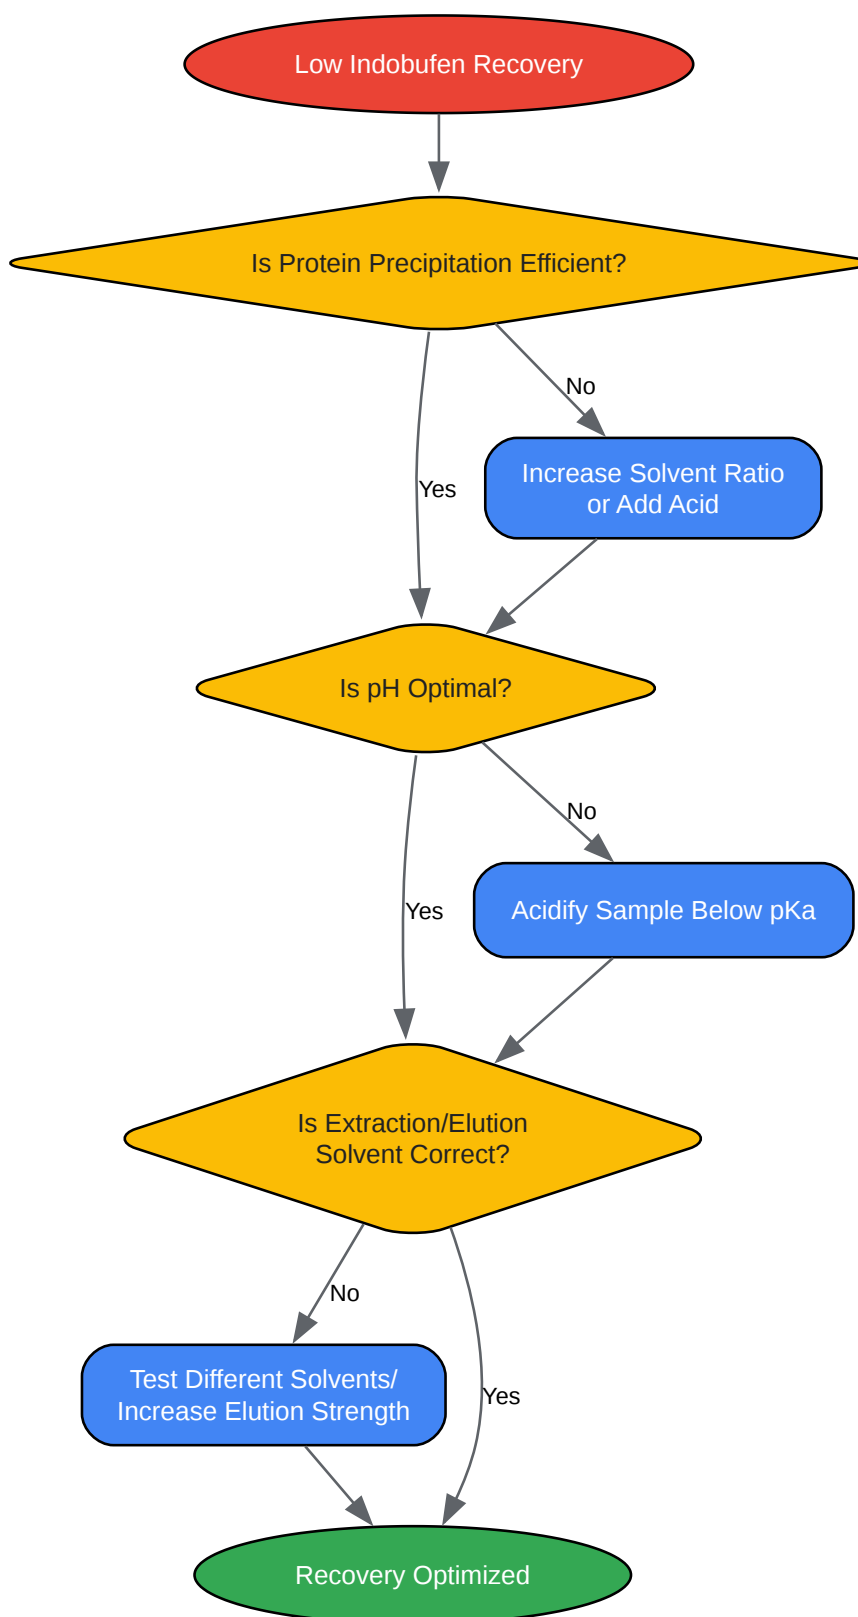 Low Indobufen Recovery
Is Protein Precipitation Efficient?
No
Increase Solvent Ratio
or Add Acid
Yes
Is pH Optimal?
No
Acidify Sample Below pKa
Yes
Is Extraction/Elution
Solvent Correct?
No
Test Different Solvents/
Increase Elution Strength
Yes
Recovery Optimized